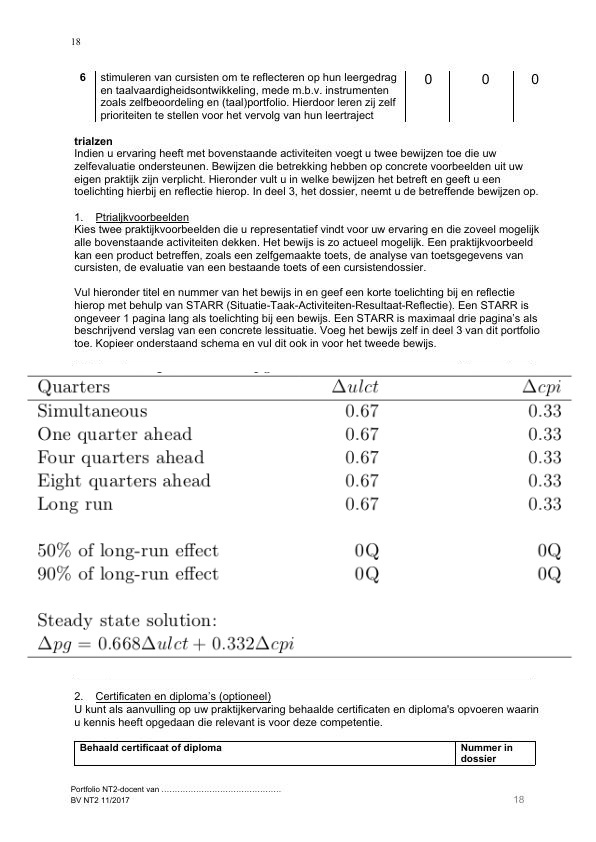 18
6 stimuleren van cursisten om te reflecteren op hun leergedrag 0 0 0
en taalvaardigheidsontwikkeling, mede m.b.v. instrumenten
zoals zelfbeoordeling en (taal)portfolio. Hierdoor leren zij zelf
prioriteiten te stellen voor het vervolg van hun leertraject
trialzen
Indien u ervaring heeft met bovenstaande activiteiten voegt u twee bewijzen toe die uw
zelfevaluatie ondersteunen. Bewijzen die betrekking hebben op concrete voorbeelden uit uw
eigen praktijk zijn verplicht. Hieronder vult u in welke bewijzen het betreft en geeft u een
toelichting hierbij en reflectie hierop. In deel 3, het dossier, neemt u de betreffende bewijzen op.
1. Ptrialjkvoorbeelden
Kies twee praktijkvoorbeelden die u representatief vindt voor uw ervaring en die zoveel mogelijk
alle bovenstaande activiteiten dekken. Het bewijs is zo actueel mogelijk. Een praktijkvoorbeeld
kan een product betreffen, zoals een zelfgemaakte toets, de analyse van toetsgegevens van
cursisten, de evaluatie van een bestaande toets of een cursistendossier.
Vul hieronder titel en nummer van het bewijs in en geef een korte toelichting bij en reflectie
hierop met behulp van STARR (Situatie-Taak-Activiteiten-Resultaat-Reflectie). Een STARR is
ongeveer 1 pagina lang als toelichting bij een bewijs. Een STARR is maximaal drie pagina's als
beschrijvend verslag van een concrete lessituatie. Voeg het bewijs zelf in deel 3 van dit portfolio
toe. Kopieer onderstaand schema en vul dit ook in voor het tweede bewijs.
Quarters Δulct Δcpi
Simultaneous 0.67 0.33
One quarter ahead 0.67 0.33
Four quarters ahead 0.67 0.33
Eight quarters ahead 0.67 0.33
Long run 0.67 0.33
50% of long-run effect 0Q 0Q
90% of long-run effect 0Q 0Q
Steady state solution:
Δpg = 0.668Δulct + 0.332Δcpi
2. Certificaten en diploma's (optioneel)
U kunt als aanvulling op uw praktijkervaring behaalde certificaten en diploma's opvoeren waarin
u kennis heeft opgedaan die relevant is voor deze competentie.
Behaald certificaat of diploma Nummer in
dossier
Portfolio NT2-docent van ………………………………………
BV NT2 11/2017 18